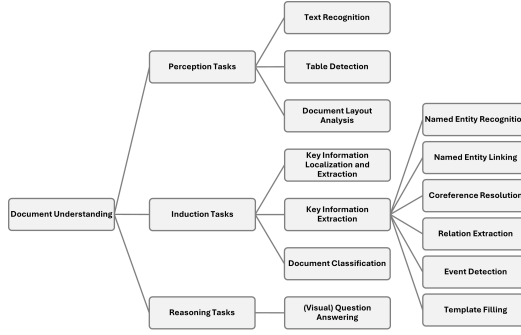 Text Recognition
Perception Tasks
Table Detection
Document Layout
Analysis
Named Entity Recognition
Key Information
Localization and
Extraction
Named Entity Linking
Coreference Resolution
Document Understanding
Induction Tasks
Key Information
Extraction
Relation Extraction
Document Classification
Event Detection
Reasoning Tasks
(Visual) Question
Answering
Template Filling